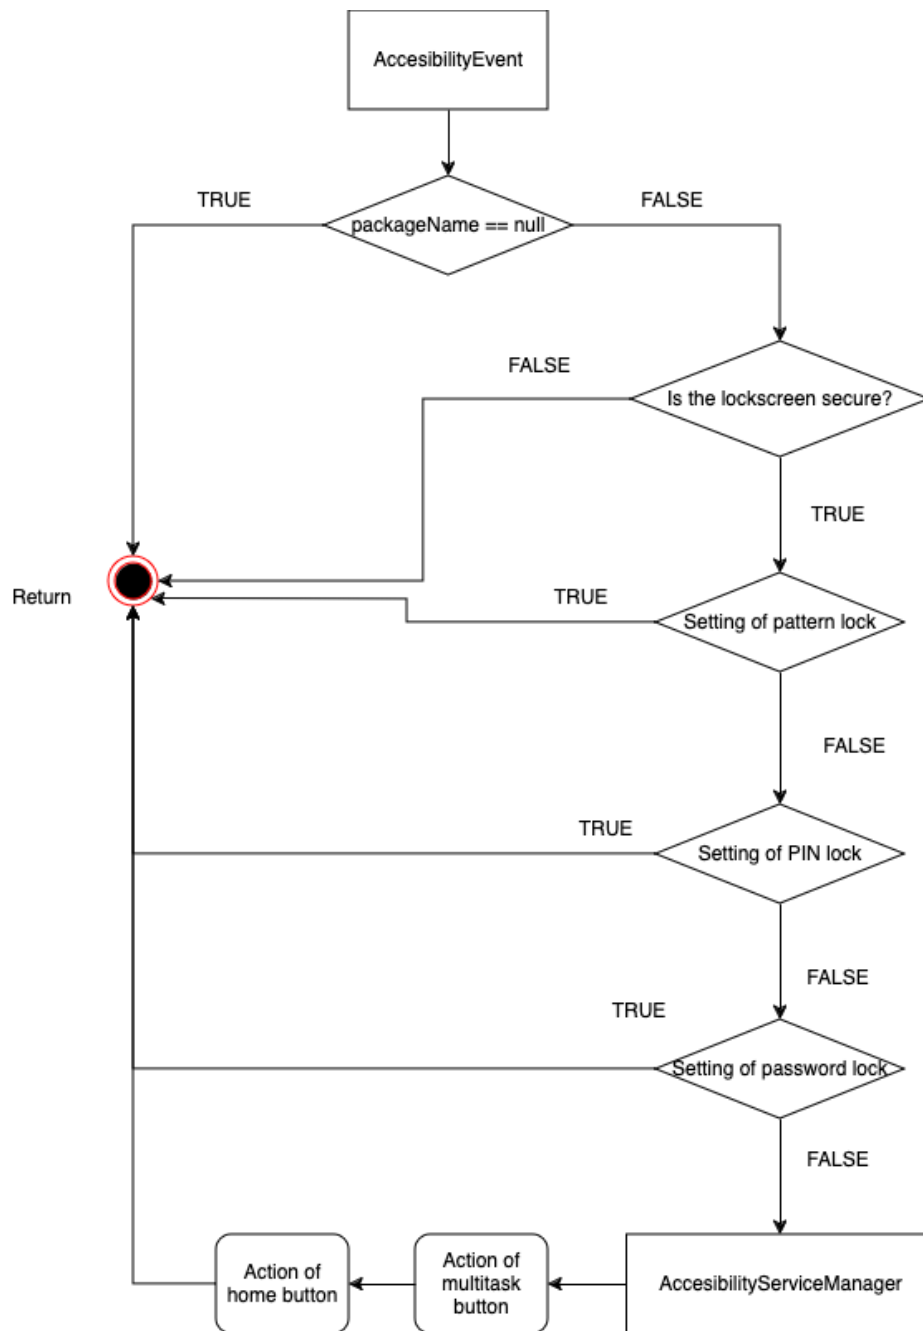 AccesibilityEvent
TRUE
FALSE
packageName == null
FALSE
Is the lockscreen secure?
TRUE
Return
TRUE
Setting of pattern lock
FALSE
TRUE
Setting of PIN lock
FALSE
TRUE
Setting of password lock
FALSE
Action of
home button
Action of
multitask
button
AccesibilityServiceManager